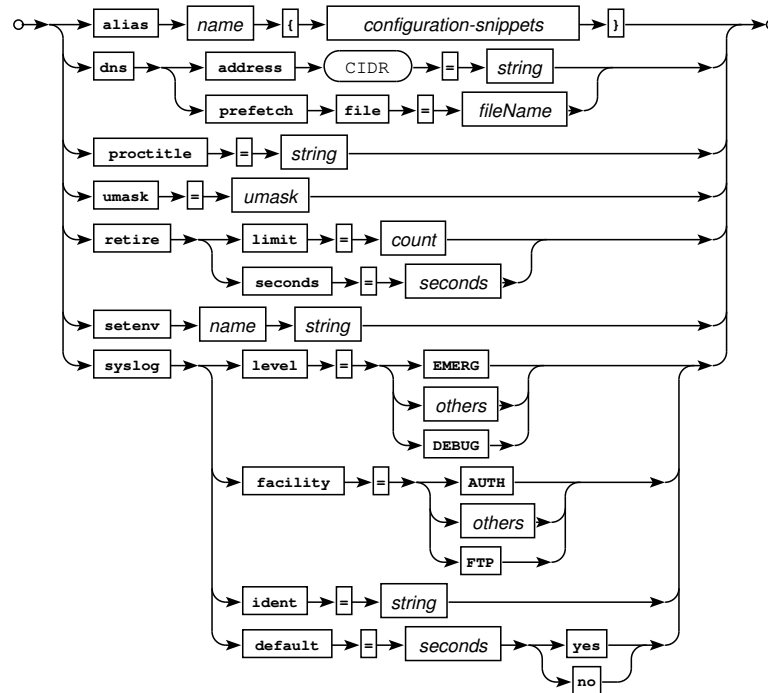 alias name { configuration-snippets }
dns address CIDR = string
prefetch file = fileName
proctitle = string
umask = umask
retire limit = count
seconds = seconds
setenv name string
syslog level = EMERG
others
DEBUG
facility = AUTH
others
FTP
ident = string
default = seconds yes
no